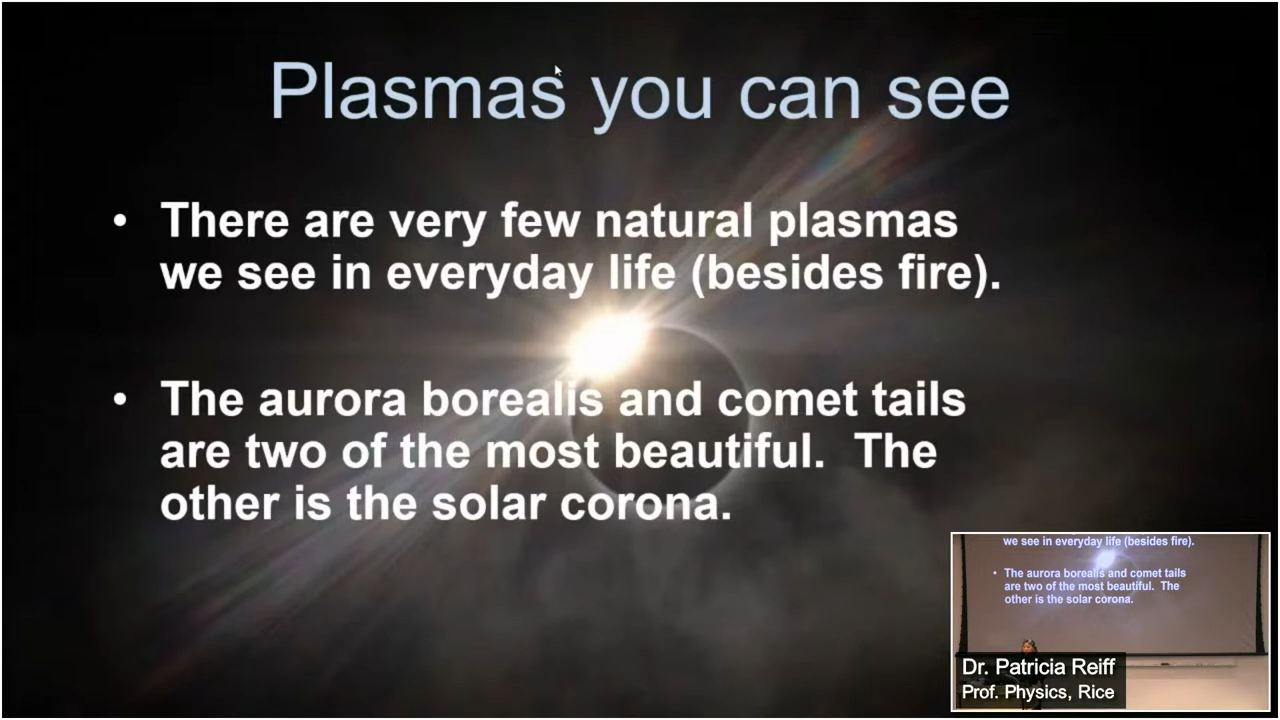 Plasmas you can see
• There are very few natural plasmas
we see in everyday life (besides fire).
• The aurora borealis and comet tails
are two of the most beautiful.  The
other is the solar corona.
we see in everyday life (besides fire).
• The aurora borealis and comet tails
are two of the most beautiful.  The
other is the solar corona.
Dr. Patricia Reiff
Prof. Physics, Rice